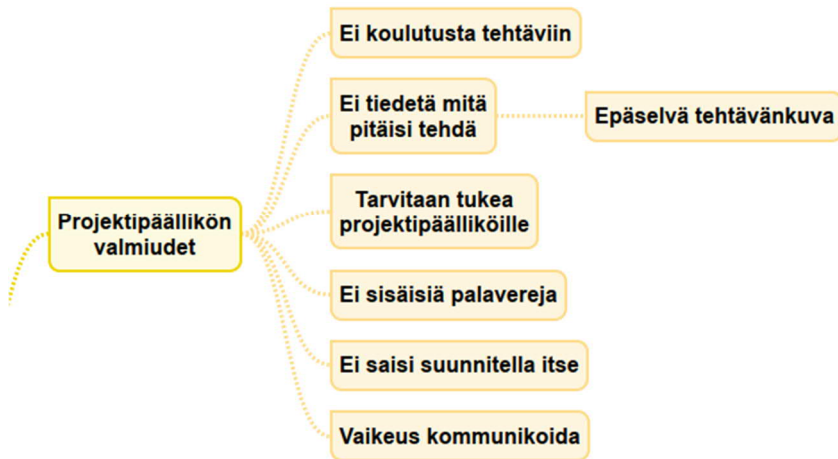 Ei koulutusta tehtäviin
Ei tiedetä mitä
pitäisi tehdä
Epäselvä tehtävänkuva
Projektipäällikön
valmiudet
Tarvitaan tukea
projektipäälliköille
Ei sisäisiä palavereja
Ei saisi suunnitella itse
Vaikeus kommunikoida